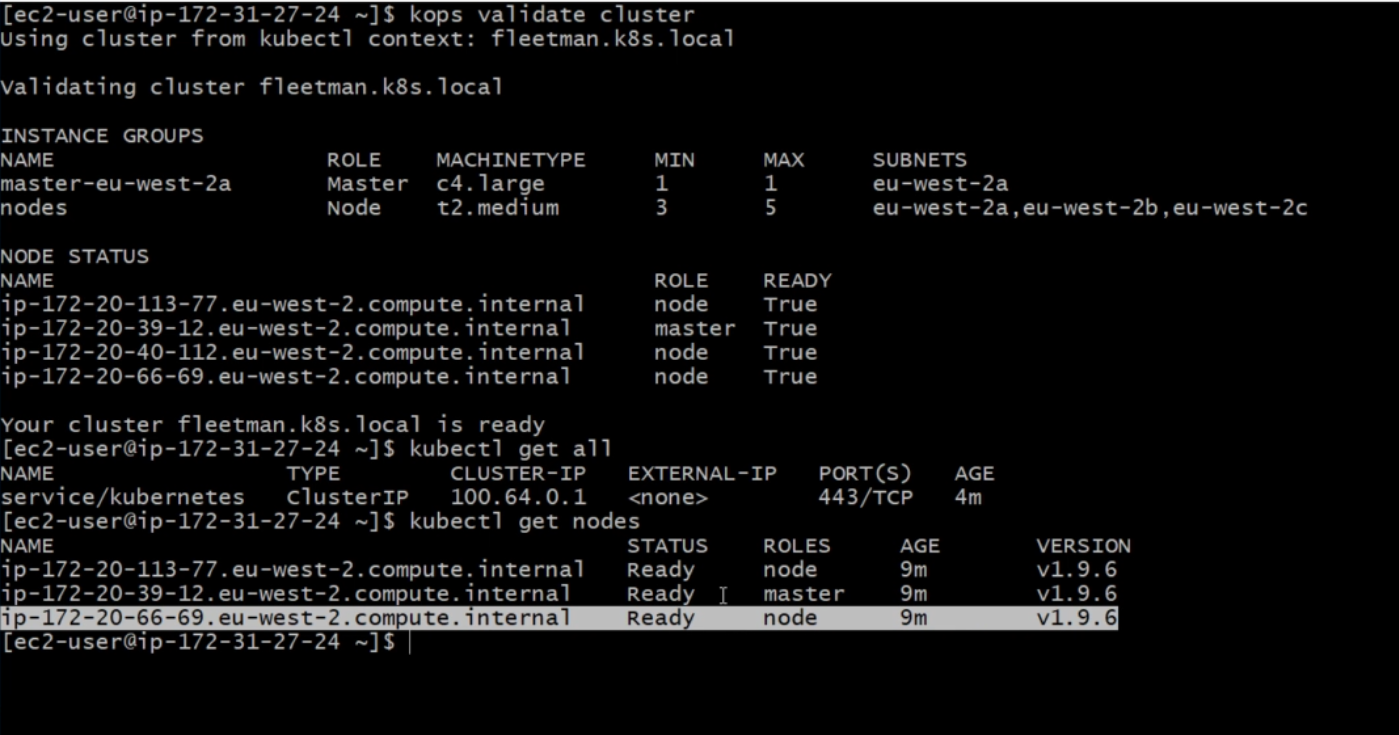 [ec2-user@ip-172-31-27-24 ~]$ kops validate cluster
Using cluster from kubectl context: fleetman.k8s.local
Validating cluster fleetman.k8s.local
INSTANCE GROUPS
NAME ROLE MACHINETYPE MIN MAX SUBNETS
master-eu-west-2a Master c4.large 1 1 eu-west-2a
nodes Node t2.medium 3 5 eu-west-2a,eu-west-2b,eu-west-2c
NODE STATUS
NAME ROLE READY
ip-172-20-113-77.eu-west-2.compute.internal node True
ip-172-20-39-12.eu-west-2.compute.internal master True
ip-172-20-40-112.eu-west-2.compute.internal node True
ip-172-20-66-69.eu-west-2.compute.internal node True
Your cluster fleetman.k8s.local is ready
[ec2-user@ip-172-31-27-24 ~]$ kubectl get all
NAME TYPE CLUSTER-IP EXTERNAL-IP PORT(S) AGE
service/kubernetes ClusterIP 100.64.0.1 <none> 443/TCP 4m
[ec2-user@ip-172-31-27-24 ~]$ kubectl get nodes
NAME STATUS ROLES AGE VERSION
ip-172-20-113-77.eu-west-2.compute.internal Ready node 9m v1.9.6
ip-172-20-39-12.eu-west-2.compute.internal Ready master 9m v1.9.6
ip-172-20-66-69.eu-west-2.compute.internal Ready node 9m v1.9.6
[ec2-user@ip-172-31-27-24 ~]$